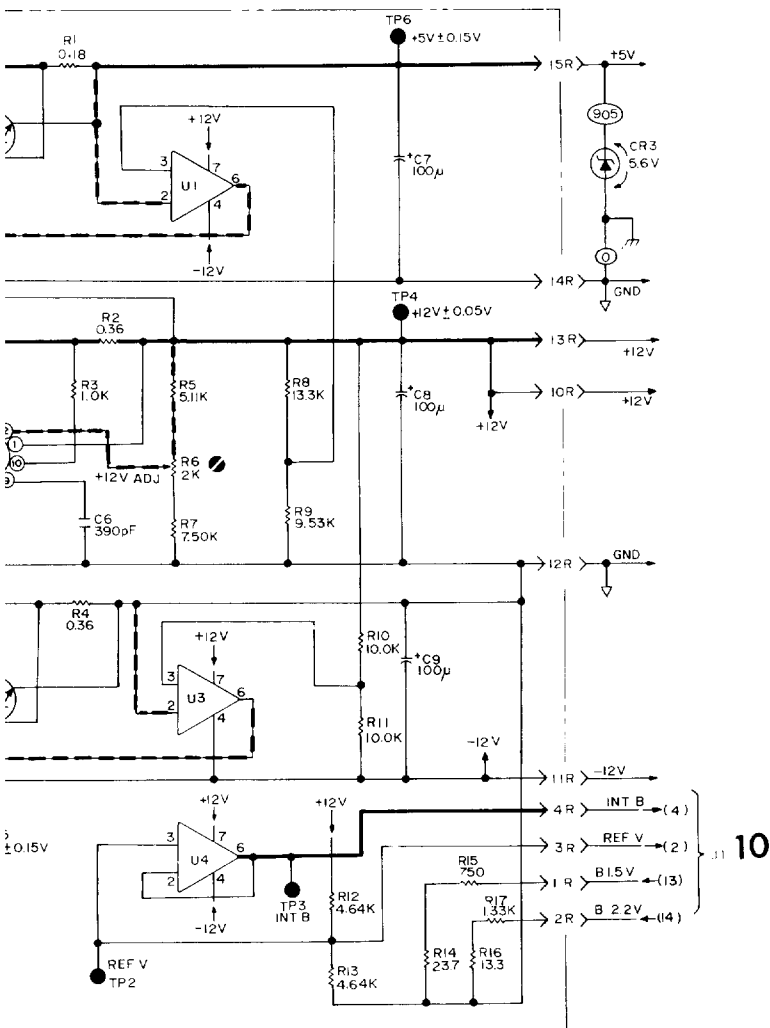 TP6
+5V±0.15V
R1
0.18
15R
+5V
905
CR3
5.6V
+12V
3
7
U1
6
2
4
-12V
+C7
100μ
0
14R
GND
TP4
+12V±0.05V
R2
0.36
13R
+12V
R3
1.0K
R5
5.11K
R8
13.3K
+C8
100μ
10R
+12V
+12V
2
1
10
9
+12V ADJ
R6
2K
C6
390pF
R7
7.50K
R9
9.53K
12R
GND
R4
0.36
+12V
3
7
U3
6
2
4
R10
10.0K
+C9
100μ
R11
10.0K
-12V
11R
-12V
±0.15V
+12V
3
7
U4
6
2
4
-12V
+12V
TP3
INT B
R12
4.64K
R13
4.64K
REF V
TP2
4R
INT B
(4)
3R
REF V
(2)
R15
750
1R
B1.5V
(13)
R17
1.33K
2R
B 2.2V
(14)
R14
23.7
R16
13.3
J1 10